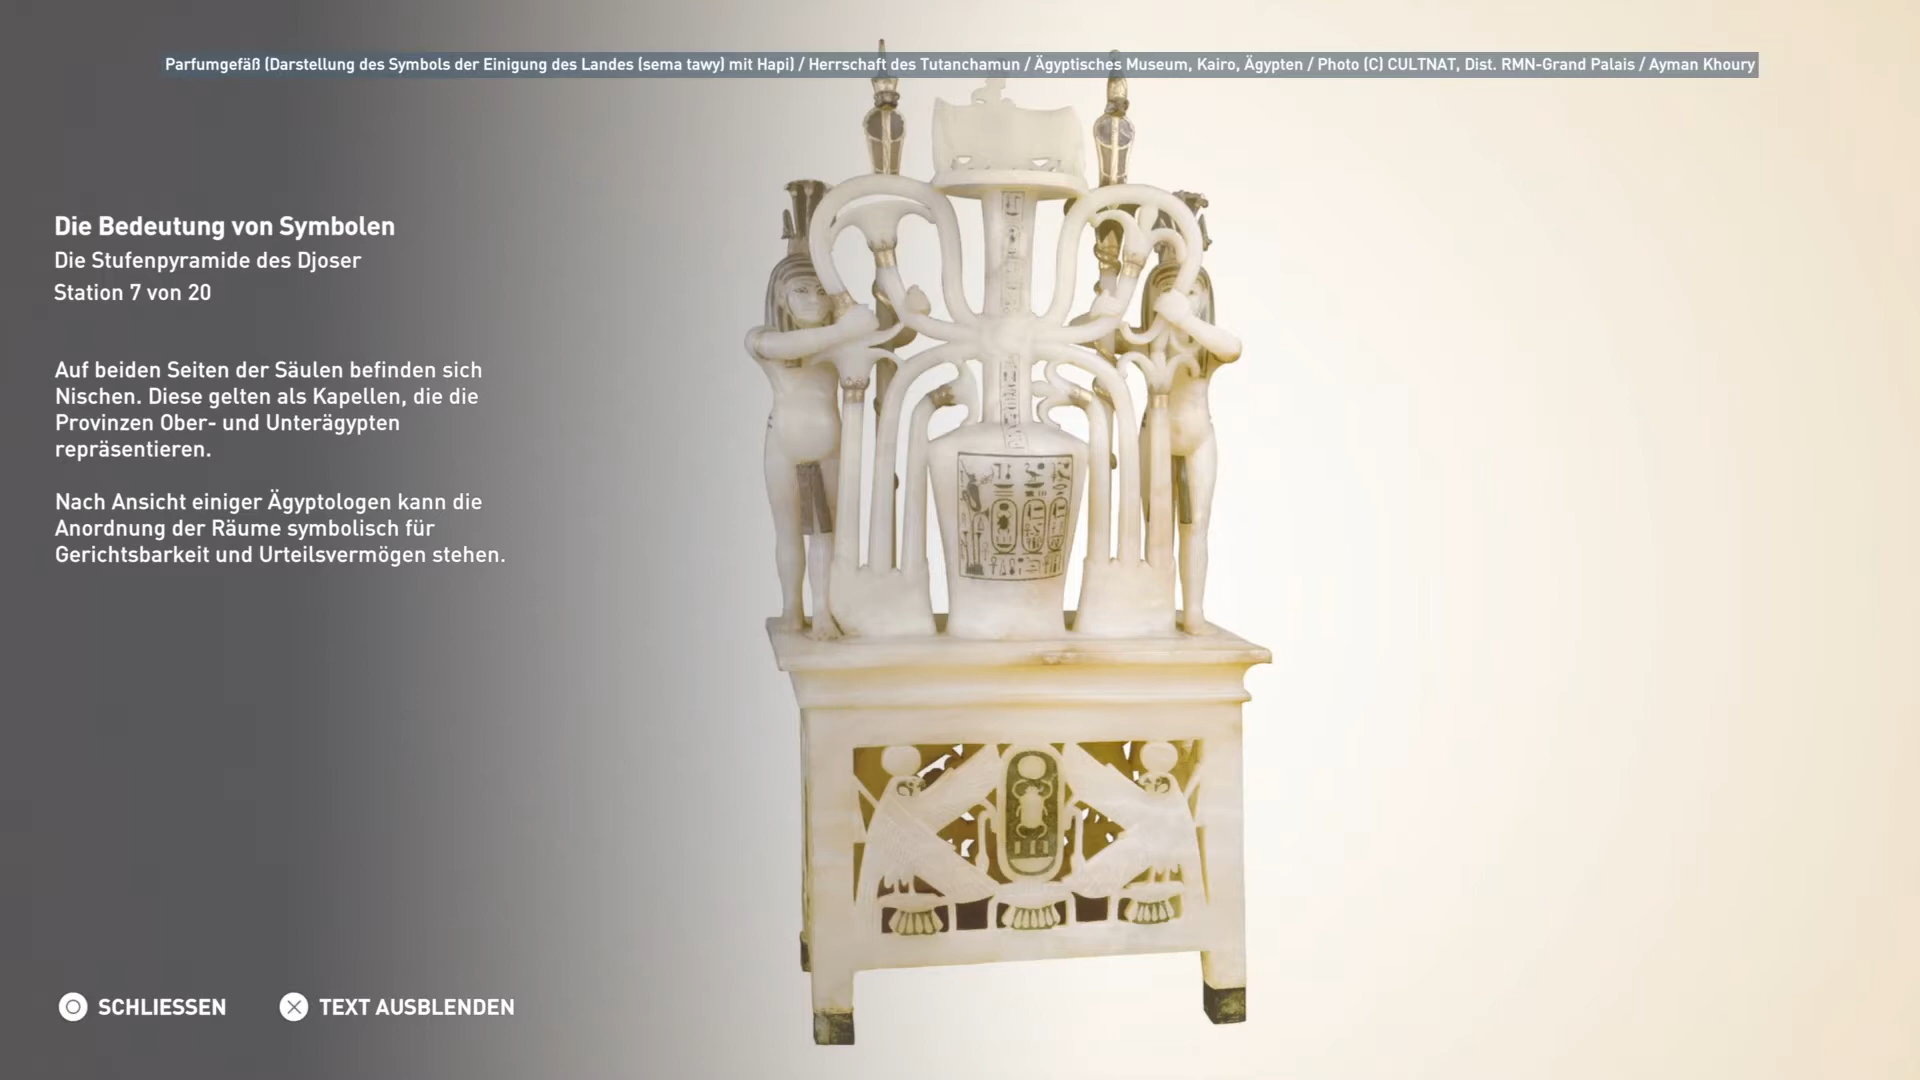 Parfumgefäß (Darstellung des Symbols der Einigung des Landes (sema tawy) mit Hapi) / Herrschaft des Tutanchamun / Ägyptisches Museum, Kairo, Ägypten / Photo (C) CULTNAT, Dist. RMN-Grand Palais / Ayman Khoury
Die Bedeutung von Symbolen
Die Stufenpyramide des Djoser
Station 7 von 20
Auf beiden Seiten der Säulen befinden sich
Nischen. Diese gelten als Kapellen, die die
Provinzen Ober- und Unterägypten
repräsentieren.
Nach Ansicht einiger Ägyptologen kann die
Anordnung der Räume symbolisch für
Gerichtsbarkeit und Urteilsvermögen stehen.
SCHLIESSEN
TEXT AUSBLENDEN